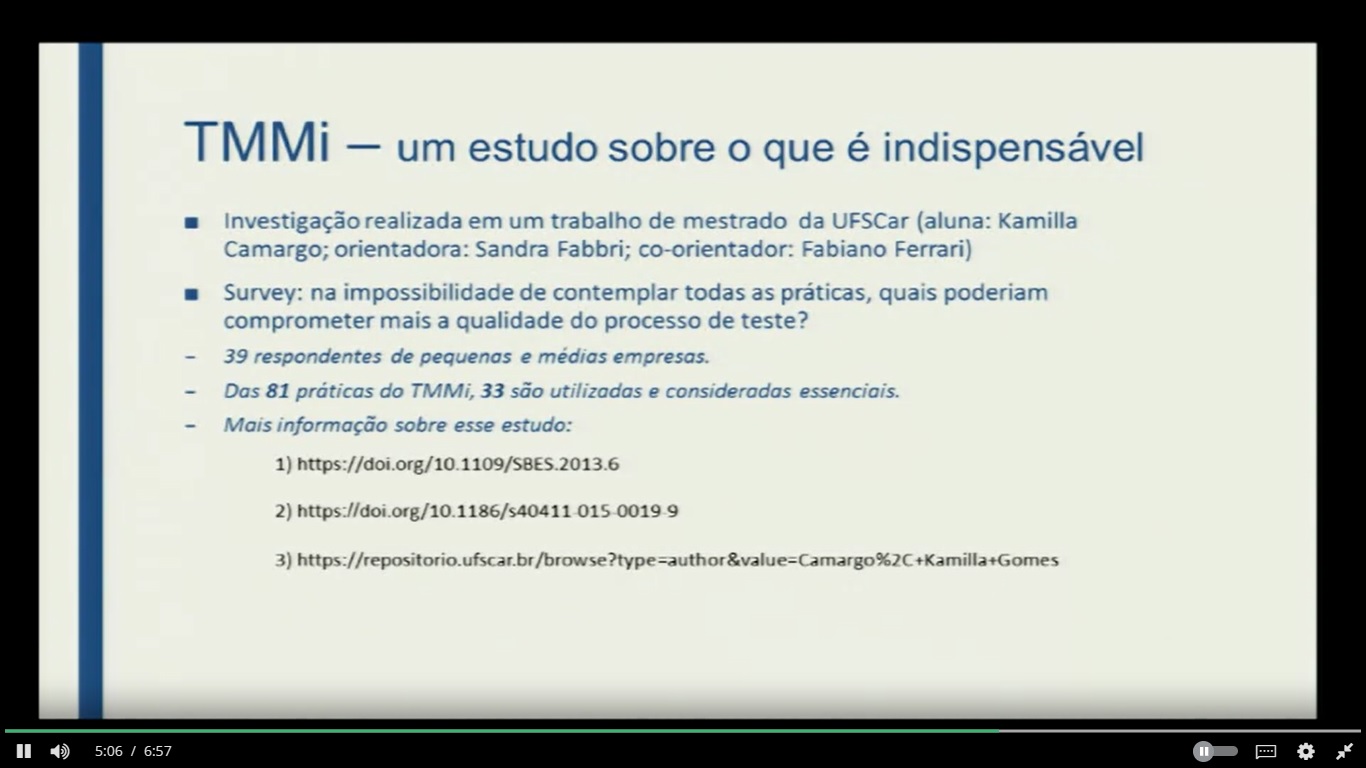 TMMi – um estudo sobre o que é indispensável
■ Investigação realizada em um trabalho de mestrado da UFSCar (aluna: Kamilla
Camargo; orientadora: Sandra Fabbri; co-orientador: Fabiano Ferrari)
■ Survey: na impossibilidade de contemplar todas as práticas, quais poderiam
comprometer mais a qualidade do processo de teste?
– 39 respondentes de pequenas e médias empresas.
– Das 81 práticas do TMMi, 33 são utilizadas e consideradas essenciais.
– Mais informação sobre esse estudo:
1) https://doi.org/10.1109/SBES.2013.6
2) https://doi.org/10.1186/s40411-015-0019-9
3) https://repositorio.ufscar.br/browse?type=author&value=Camargo%2C+Kamilla+Gomes
5:06 / 6:57